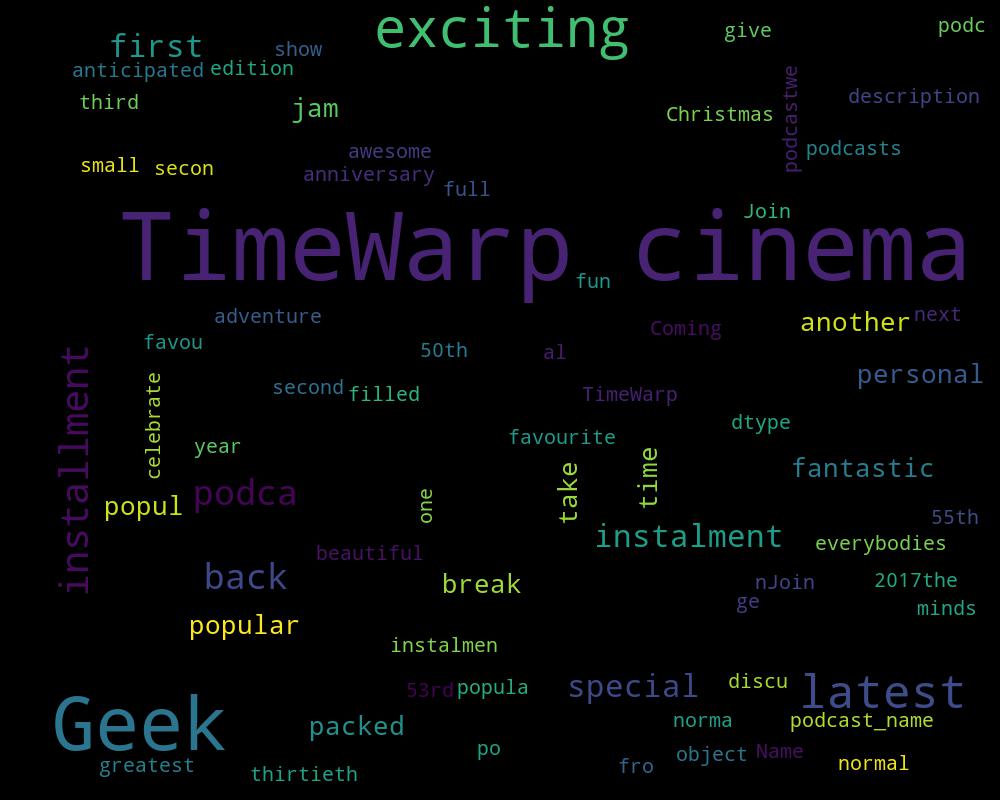 exciting
give
podc
first
show
anticipated edition
third
jam
Christmas
podcastwe
description
podcasts
small secon
awesome
anniversary
full
Join
TimeWarp cinema
fun
adventure
another next
Coming
favou
50th
al
installment
celebrate
second filled
TimeWarp
personal
dtype
favourite
year
take
time
fantastic
podca
popul
one
55th
instalment
everybodies
beautiful
back
break
nJoin
2017the
ge
minds
popular
instalmen
53rd popula
special
discu
latest
Geek
packed
norma
podcast_name
po
object Name
greatest
thirtieth
fro
normal